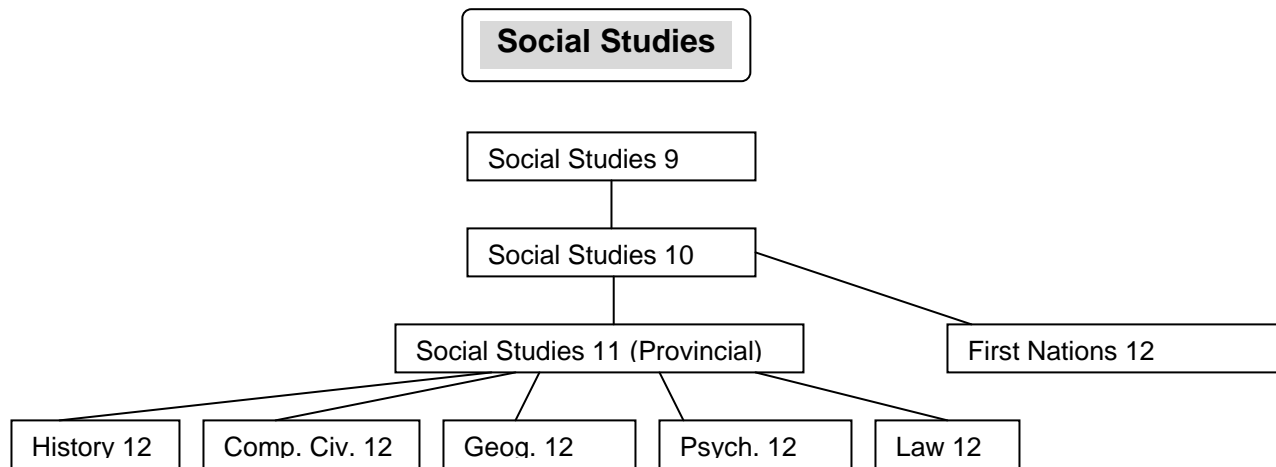 Social Studies
Social Studies 9
Social Studies 10
Social Studies 11 (Provincial)
First Nations 12
History 12
Comp. Civ. 12
Geog. 12
Psych. 12
Law 12